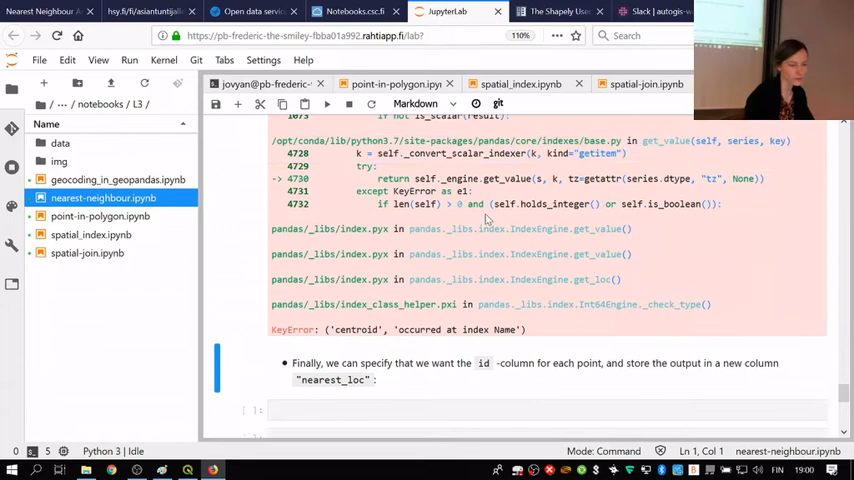 Nearest Neighbour A
hsy.fi/fi/asiantuntijalle
Open data servic
Notebooks.csc.fi
JupyterLab
The Shapely Use
Slack | autogis-w
https://pb-frederic-the-smiley-fbba01a992.rahtiapp.fi/lab?
110%
Search
File Edit View Run Kernel Git Tabs Settings Help
jovyan@pb-frederic-
point-in-polygon.ipyn
spatial_index.ipynb
spatial-join.ipynb
Markdown
git
/ ... / notebooks / L3 /
Name
data
img
geocoding_in_geopandas.ipynb
nearest-neighbour.ipynb
point-in-polygon.ipynb
spatial_index.ipynb
spatial-join.ipynb
1073 if not is_scalar(result):
/opt/conda/lib/python3.7/site-packages/pandas/core/indexes/base.py in get_value(self, series, key)
4728 k = self._convert_scalar_indexer(k, kind="getitem")
4729 try:
-> 4730 return self._engine.get_value(s, k, tz=getattr(series.dtype, "tz", None))
4731 except KeyError as e1:
4732 if len(self) > 0 and (self.holds_integer() or self.is_boolean()):
pandas/_libs/index.pyx in pandas._libs.index.IndexEngine.get_value()
pandas/_libs/index.pyx in pandas._libs.index.IndexEngine.get_value()
pandas/_libs/index.pyx in pandas._libs.index.IndexEngine.get_loc()
pandas/_libs/index_class_helper.pxi in pandas._libs.index.Int64Engine._check_type()
KeyError: ('centroid', 'occurred at index Name')
• Finally, we can specify that we want the id -column for each point, and store the output in a new column
"nearest_loc" :
[ ]:
0 5 Python 3 | Idle
Mode: Command
Ln 1, Col 1
nearest-neighbour.ipynb
FIN
19:00